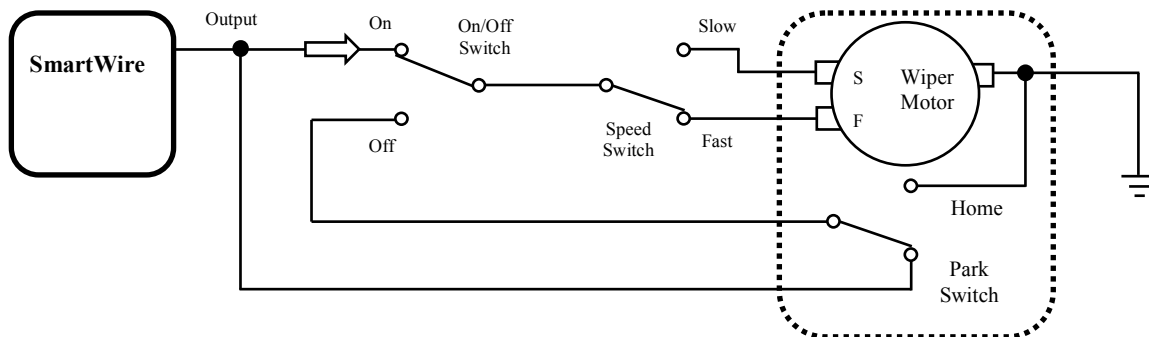 Output
SmartWire
On
On/Off
Switch
Slow
S
Wiper
Motor
F
Off
Speed
Switch
Fast
Home
Park
Switch